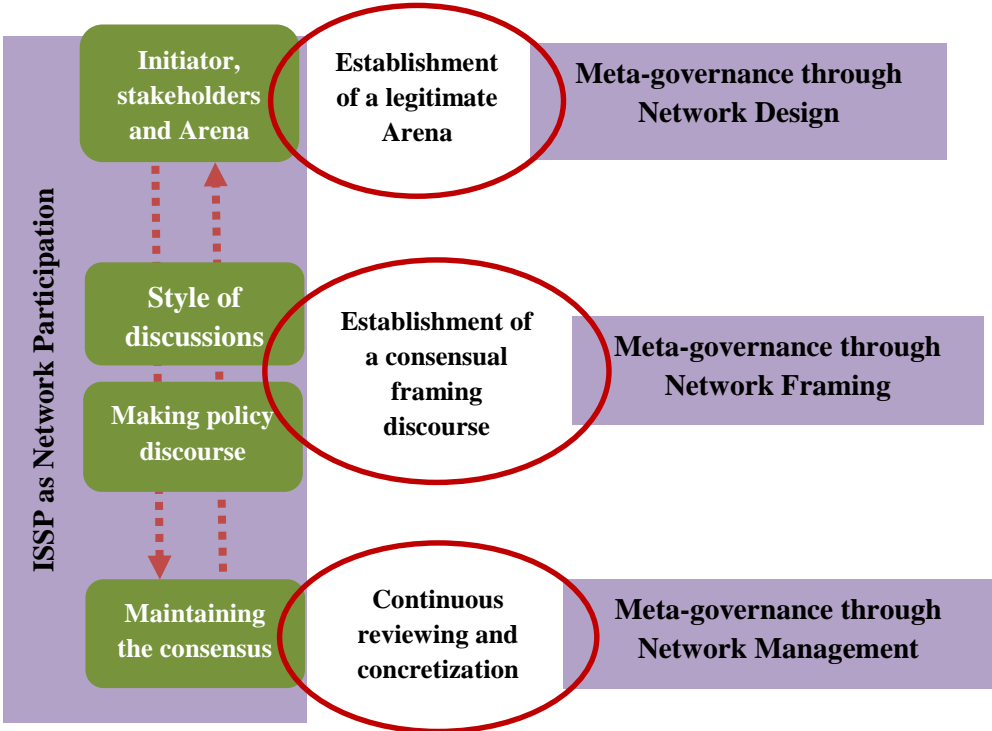 ISSP as Network Participation
Initiator,
stakeholders
and Arena
Establishment
of a legitimate
Arena
Meta-governance through
Network Design
Style of
discussions
Making policy
discourse
Establishment of
a consensual
framing
discourse
Meta-governance through
Network Framing
Maintaining
the consensus
Continuous
reviewing and
concretization
Meta-governance through
Network Management